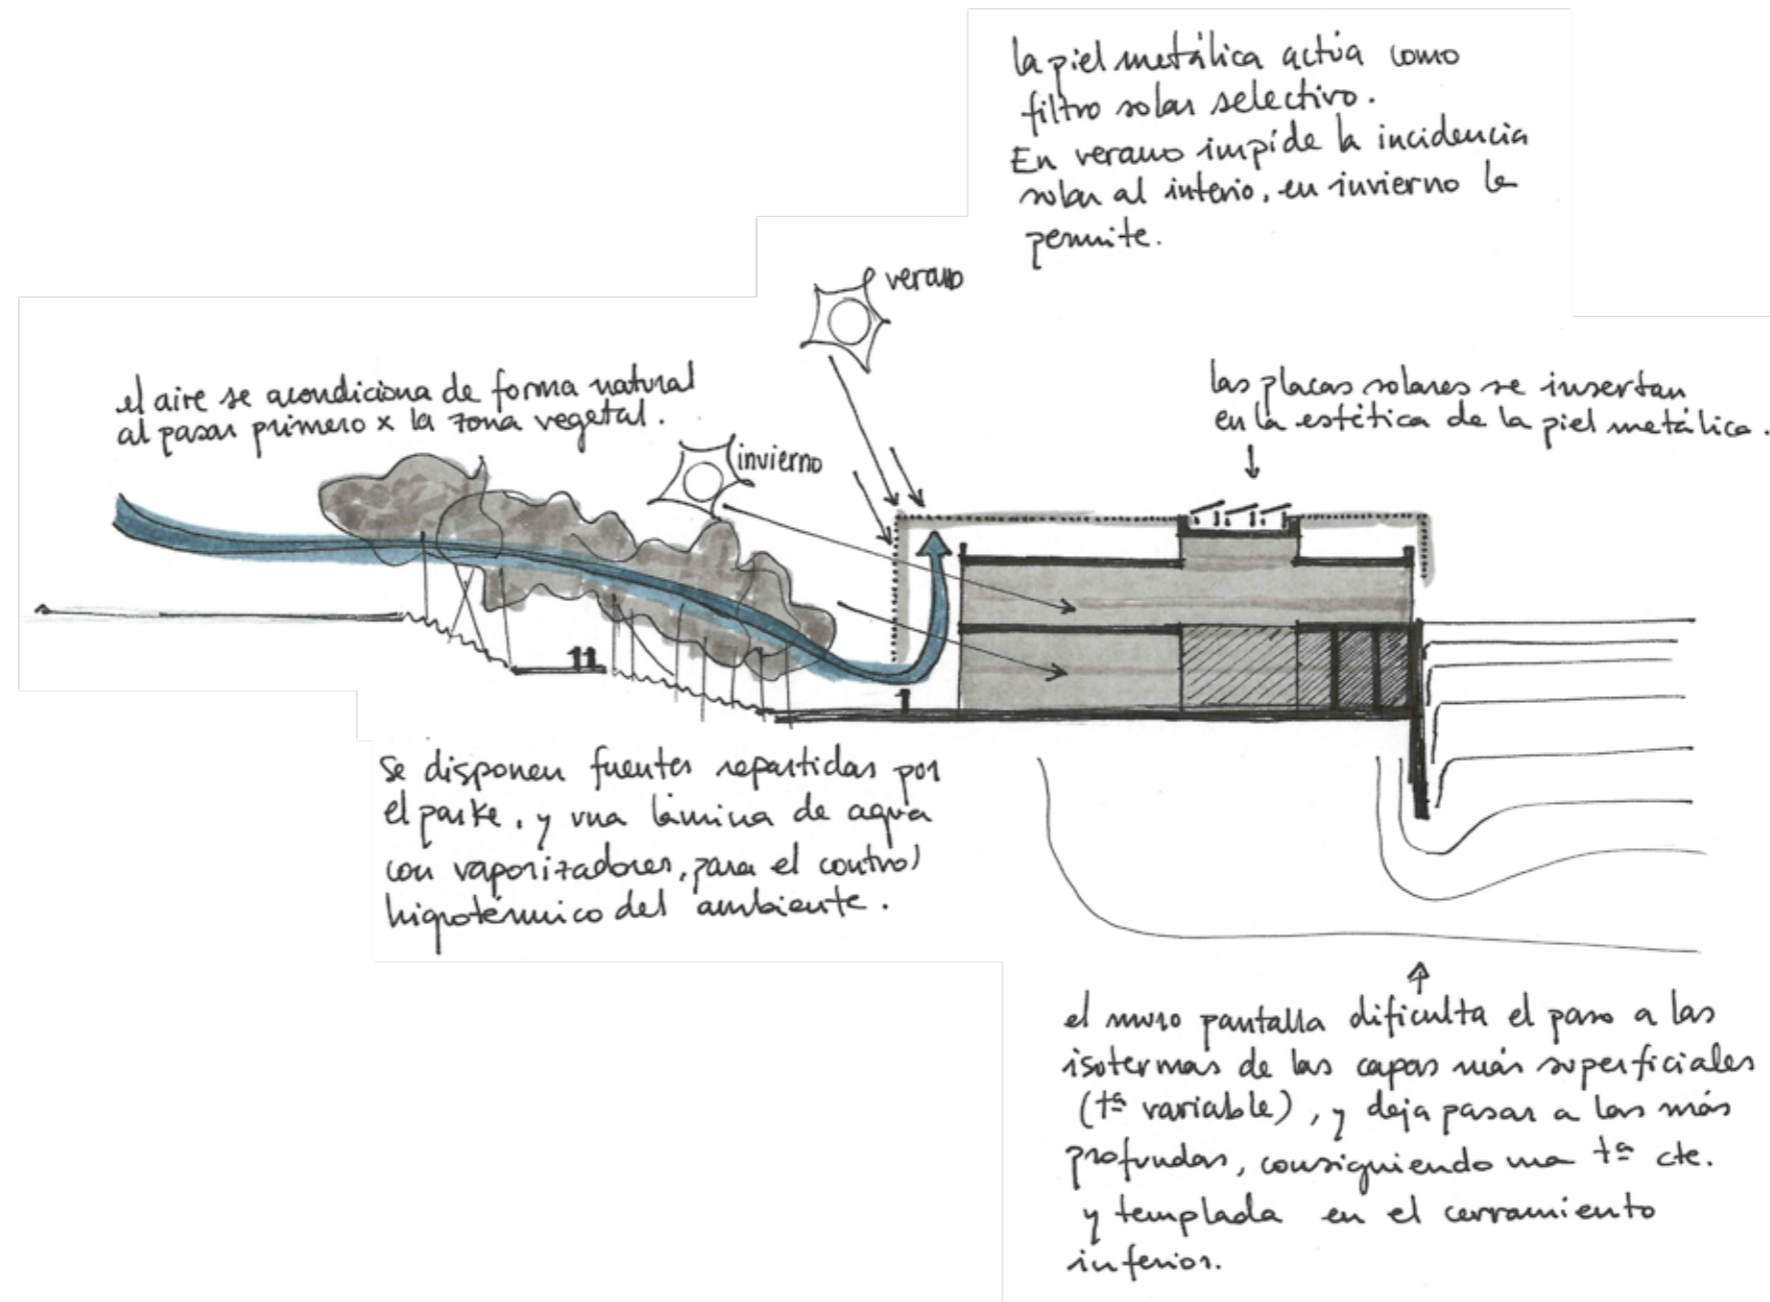 la piel metálica actúa como
filtro solar selectivo.
En verano impide la incidencia
solar al interio, en invierno la
permite.
verano
el aire se acondiciona de forma natural
al pasar primero x la zona vegetal.
invierno
las placas solares se insertan
en la estética de la piel metálica.
se disponen fuentes repartidas por
el parke, y una lámina de agua
con vaporizadores, para el control
higrotérmico del ambiente.
el muro pantalla dificulta el paso a las
isotermas de las capas más superficiales
(tª variable), y deja pasar a las más
profundas, consiguiendo una tª cte.
y templada en el cerramiento
inferior.